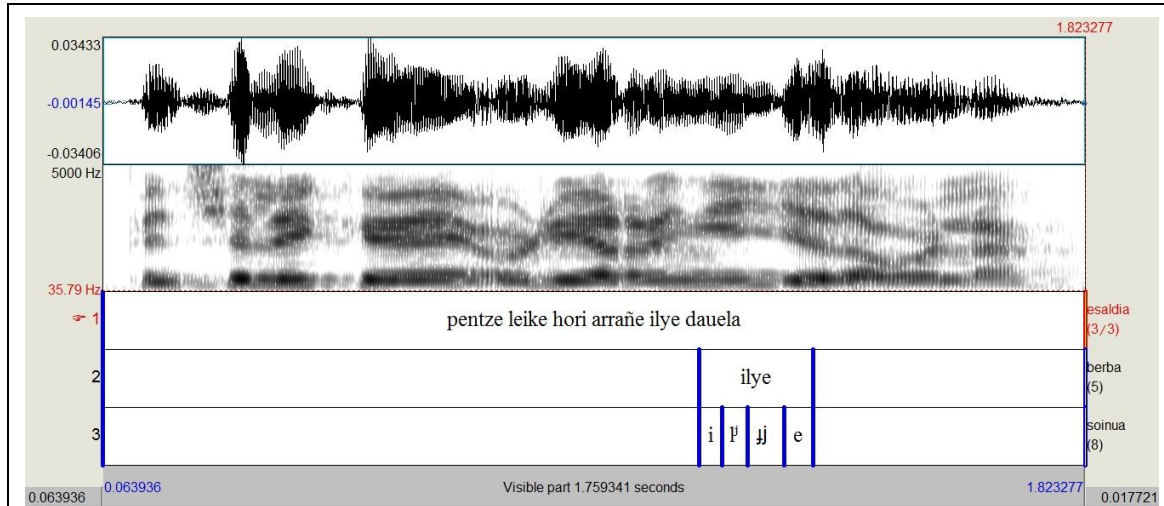 1.823277
0.03433
-0.00145
-0.03406
5000 Hz
35.79 Hz
☞ 1 pentze leike hori arrañe ilye dauela esaldia (3/3)
2 ilye berba (5)
3 i lʲ ɟj e soinua (8)
0.063936 0.063936 Visible part 1.759341 seconds 1.823277 0.017721